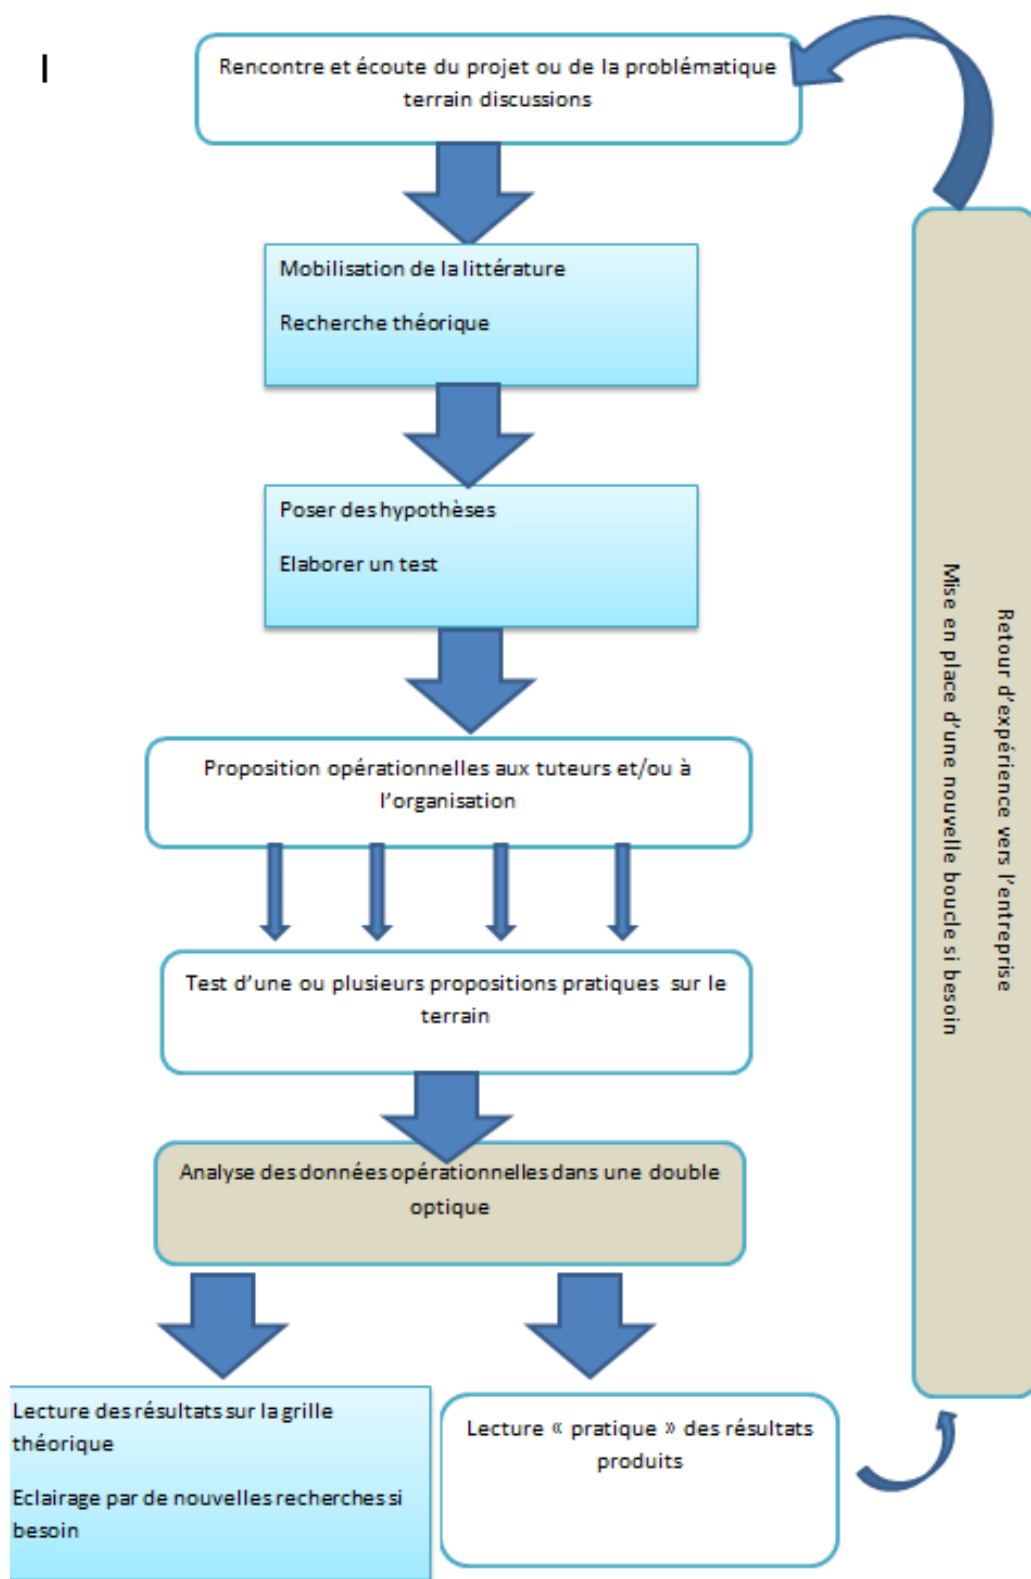 I
Rencontre et écoute du projet ou de la problématique
terrain discussions
Mobilisation de la littérature
Recherche théorique
Poser des hypothèses
Elaborer un test
Proposition opérationnelles aux tuteurs et/ou à
l'organisation
Test d'une ou plusieurs propositions pratiques sur le
terrain
Analyse des données opérationnelles dans une double
optique
Lecture des résultats sur la grille
théorique
Eclairage par de nouvelles recherches si
besoin
Lecture « pratique » des résultats
produits
Retour d'expérience vers l'entreprise
Mise en place d'une nouvelle boucle si besoin